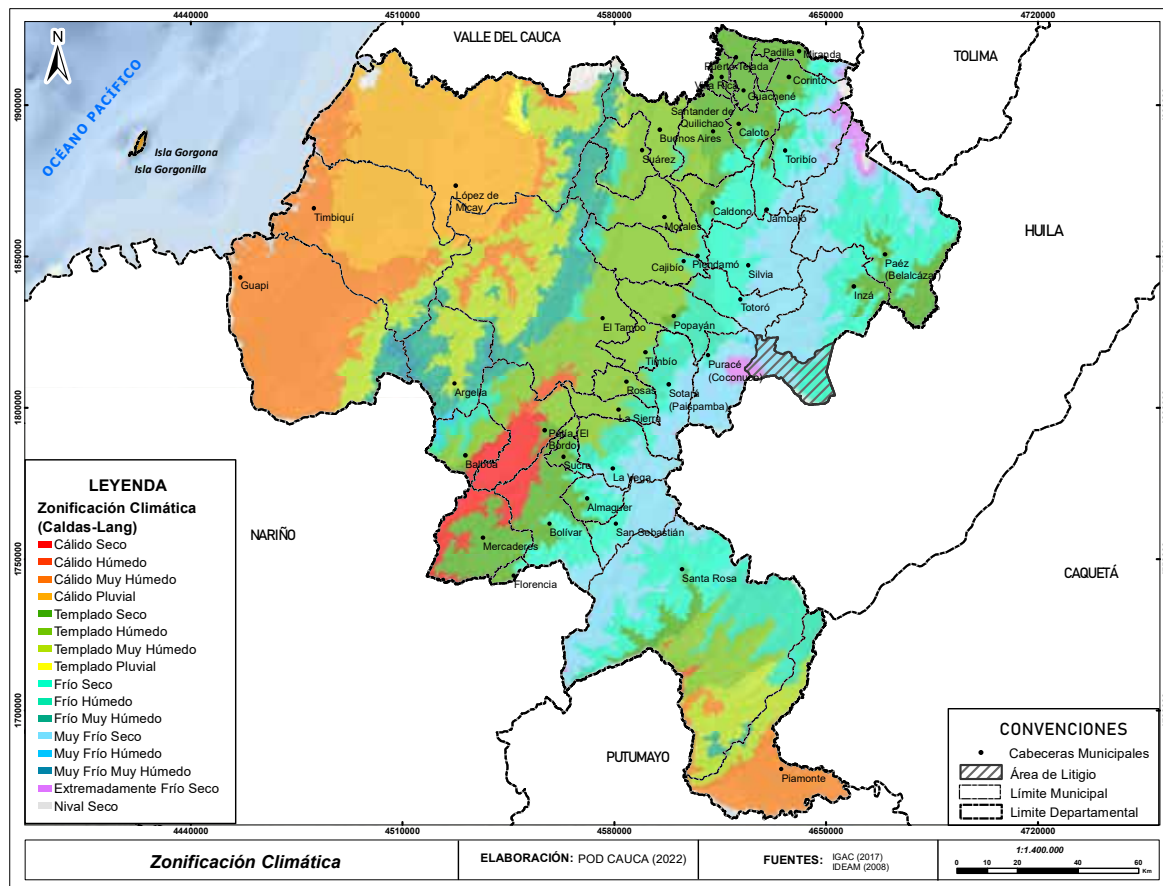 4440000 4510000 4580000 4650000 4720000
VALLE DEL CAUCA
TOLIMA
N
OCÉANO PACÍFICO
Padilla
Miranda
Puerto Tejada
Villa Rica
Corinto
Guachené
1900000
1900000
Santander de
Quilichao
Caloto
Buenos Aires
Isla Gorgona
Isla Gorgonilla
Suárez
Toribío
López de
Micay
Timbiquí
Caldono
Jambaló
Morales
HUILA
1850000
1850000
Cajibío
Piendamó
Silvia
Paéz
(Belalcázar)
Guapi
Inzá
Totoró
El Tambo
Popayán
Timbío
Puracé
(Coconuco)
Argelia
Rosas
Sotará
(Paispamba)
1800000
1800000
La Sierra
Patía, El
Bordo
Balboa
Sucre
La Vega
Almaguer
NARIÑO
Mercaderes
Bolívar
San Sebastián
1750000
1750000
Florencia
Santa Rosa
CAQUETÁ
1700000
1700000
PUTUMAYO
Piamonte
LEYENDA
Zonificación Climática
(Caldas-Lang)
Cálido Seco
Cálido Húmedo
Cálido Muy Húmedo
Cálido Pluvial
Templado Seco
Templado Húmedo
Templado Muy Húmedo
Templado Pluvial
Frío Seco
Frío Húmedo
Frío Muy Húmedo
Muy Frío Seco
Muy Frío Húmedo
Muy Frío Muy Húmedo
Extremadamente Frío Seco
Nival Seco
CONVENCIONES
Cabeceras Municipales
Área de Litigio
Límite Municipal
Limite Departamental
4440000 4510000 4580000 4650000 4720000
Zonificación Climática
ELABORACIÓN: POD CAUCA (2022)
FUENTES: IGAC (2017)
IDEAM (2008)
1:1.400.000
0 10 20 40 60
Km